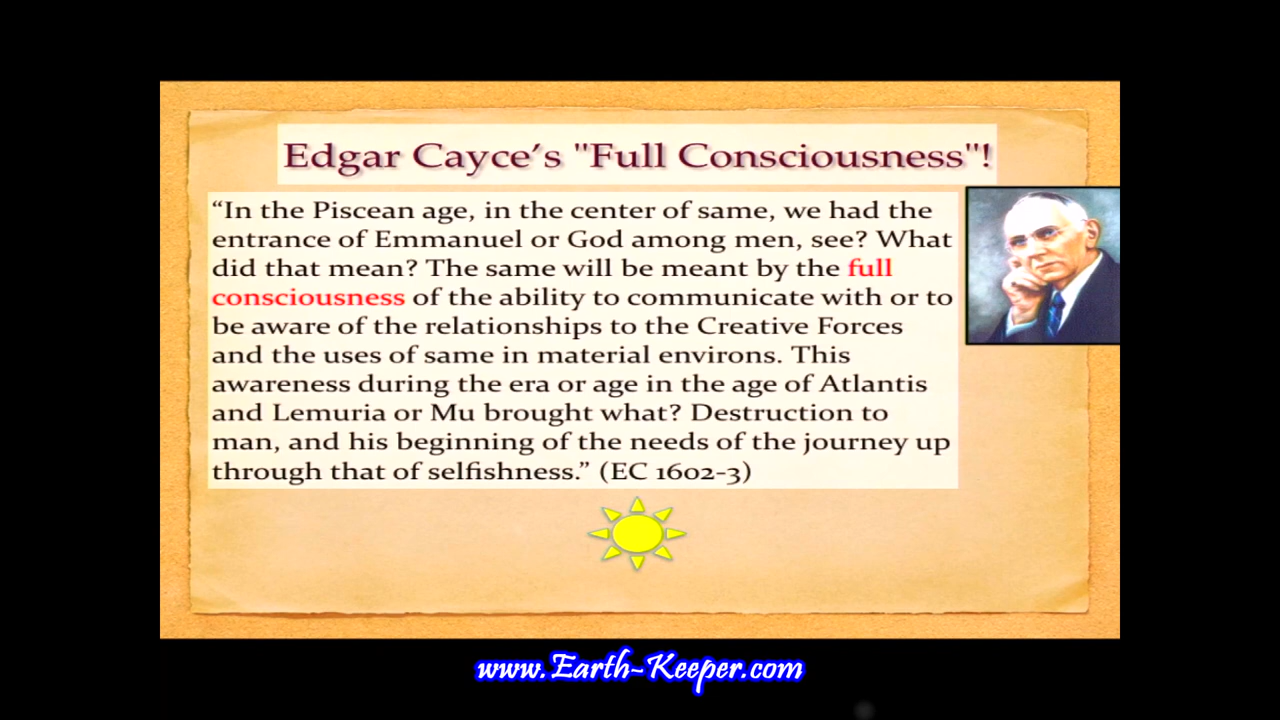 Edgar Cayce’s "Full Consciousness"!
“In the Piscean age, in the center of same, we had the
entrance of Emmanuel or God among men, see? What
did that mean? The same will be meant by the full
consciousness of the ability to communicate with or to
be aware of the relationships to the Creative Forces
and the uses of same in material environs. This
awareness during the era or age in the age of Atlantis
and Lemuria or Mu brought what? Destruction to
man, and his beginning of the needs of the journey up
through that of selfishness.” (EC 1602-3)
www.Earth-Keeper.com